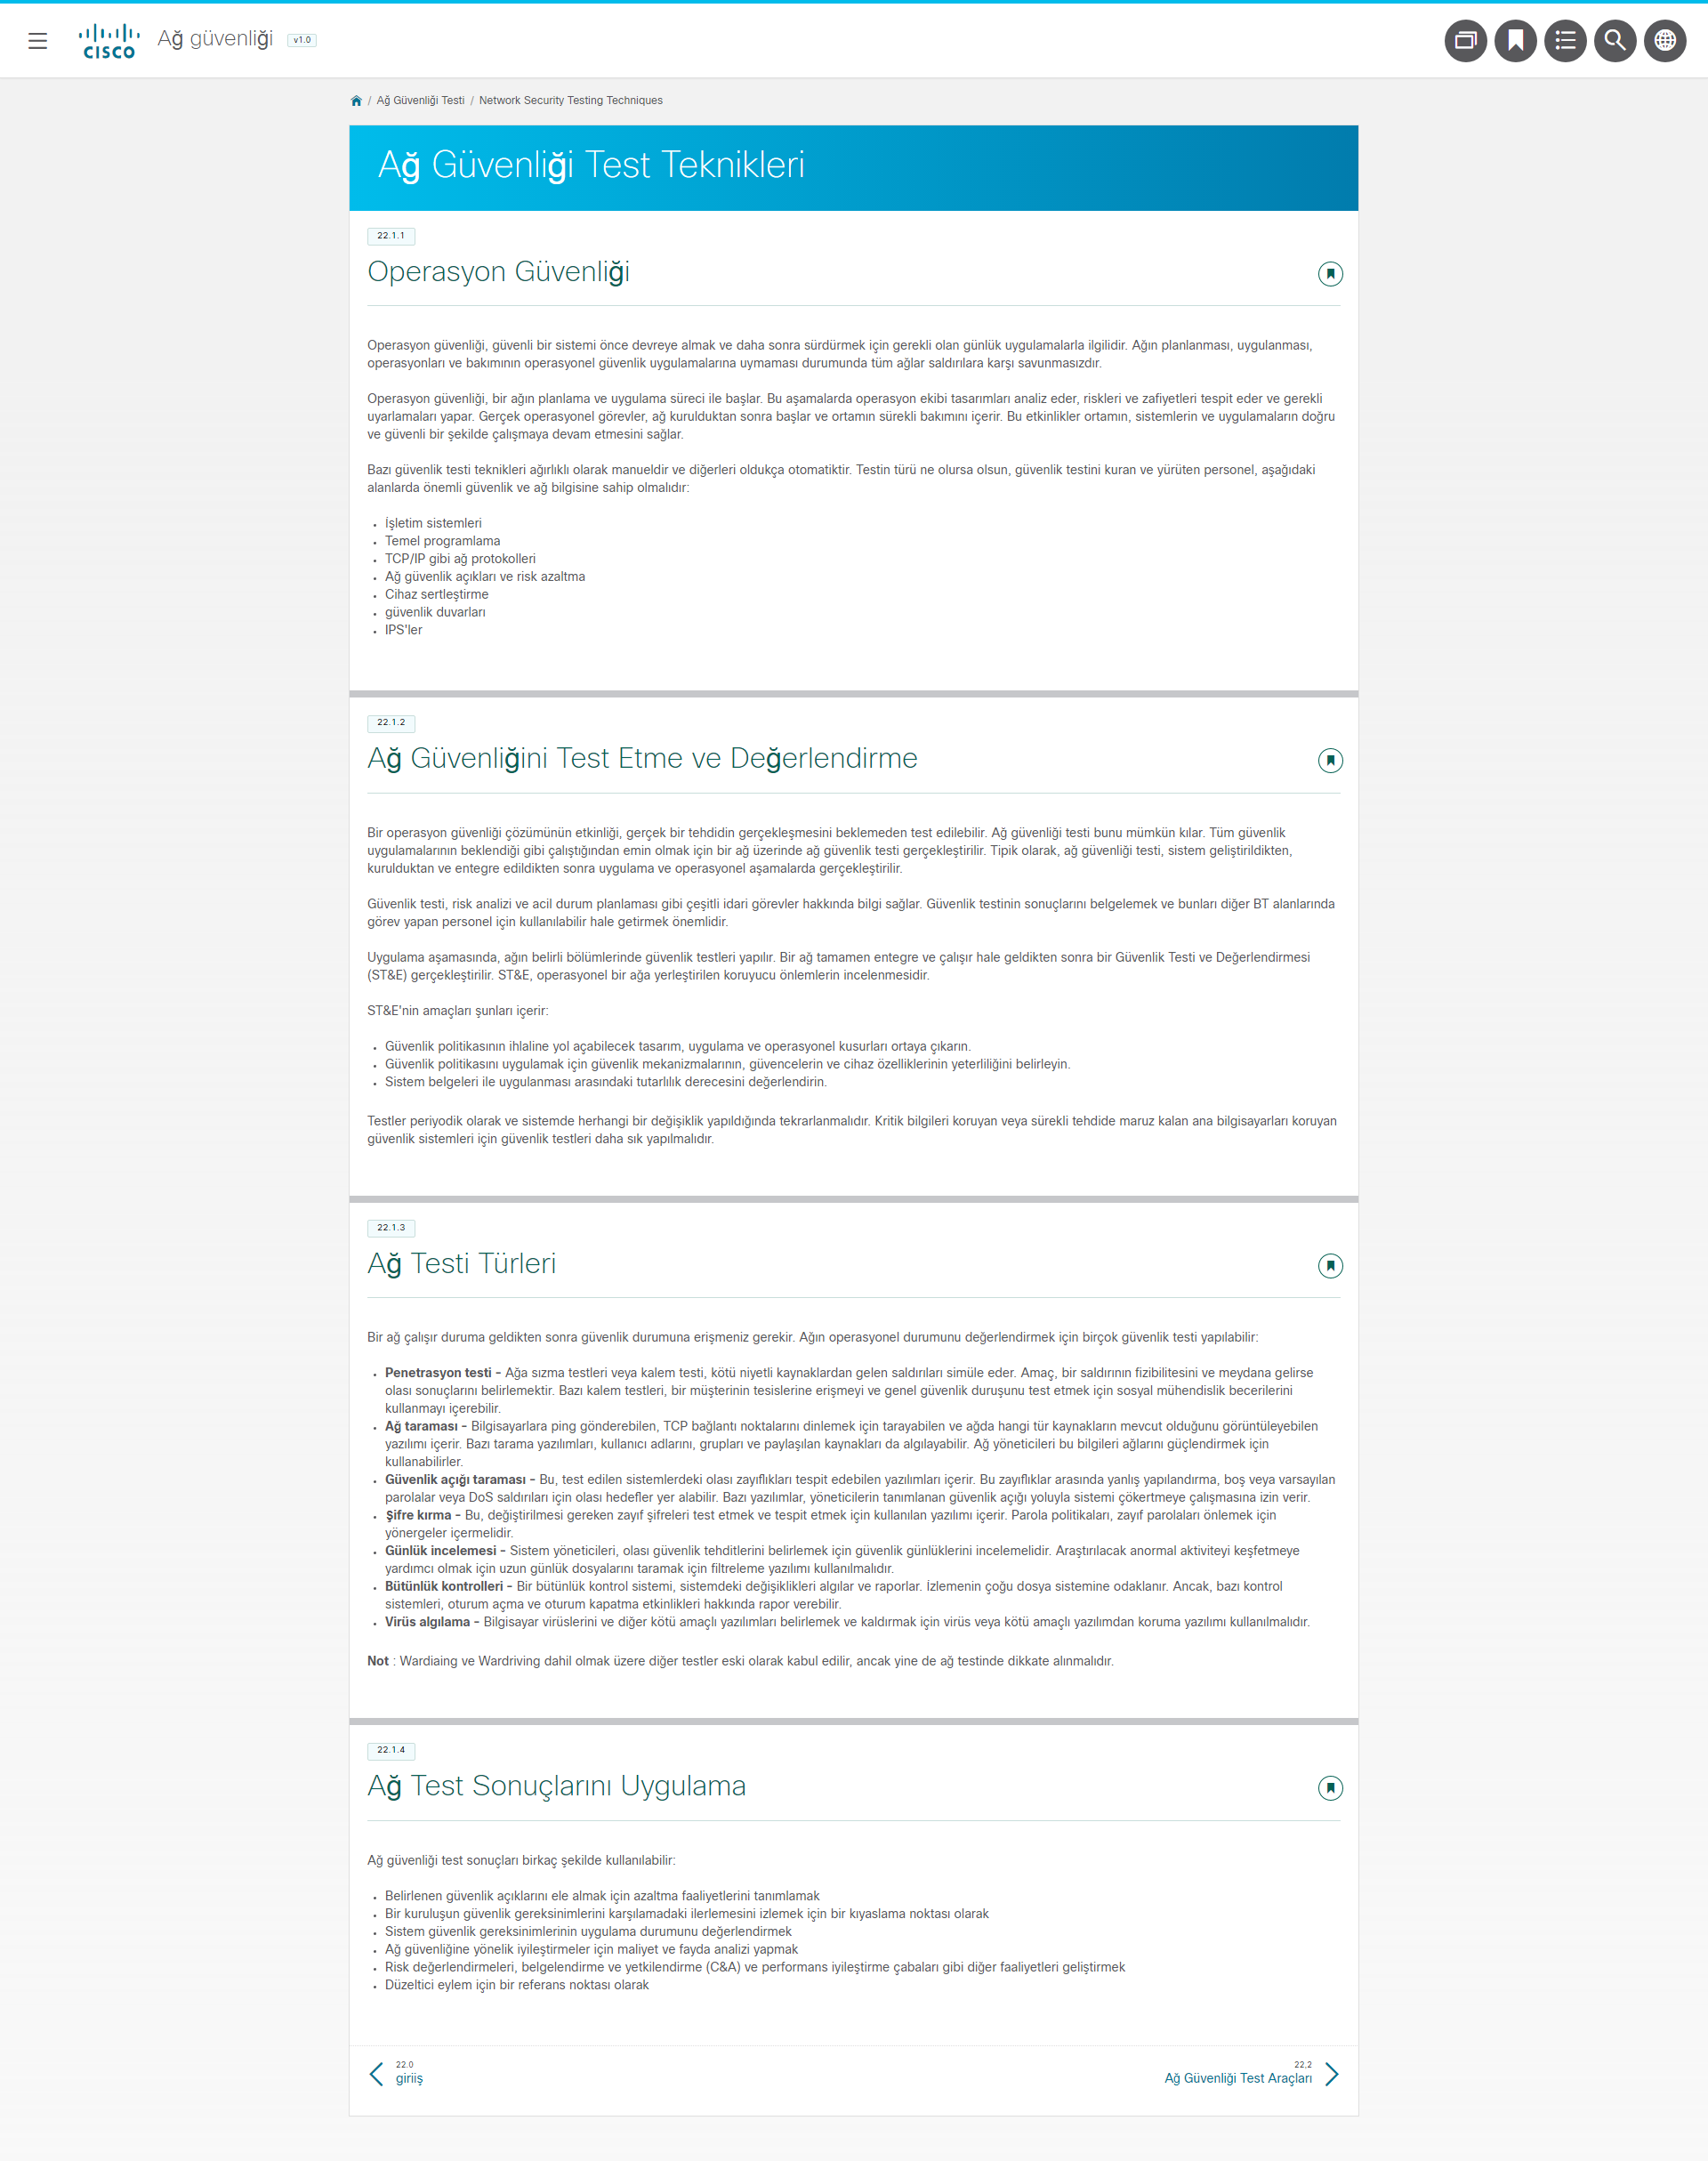 CISCO
Ağ güvenliği v1.0
/ Ağ Güvenliği Testi / Network Security Testing Techniques
Ağ Güvenliği Test Teknikleri
22.1.1
Operasyon Güvenliği
Operasyon güvenliği, güvenli bir sistemi önce devreye almak ve daha sonra sürdürmek için gerekli olan günlük uygulamalarla ilgilidir. Ağın planlanması, uygulanması,
operasyonları ve bakımının operasyonel güvenlik uygulamalarına uymaması durumunda tüm ağlar saldırılara karşı savunmasızdır.
Operasyon güvenliği, bir ağın planlama ve uygulama süreci ile başlar. Bu aşamalarda operasyon ekibi tasarımları analiz eder, riskleri ve zafiyetleri tespit eder ve gerekli
uyarlamaları yapar. Gerçek operasyonel görevler, ağ kurulduktan sonra başlar ve ortamın sürekli bakımını içerir. Bu etkinlikler ortamın, sistemlerin ve uygulamaların doğru
ve güvenli bir şekilde çalışmaya devam etmesini sağlar.
Bazı güvenlik testi teknikleri ağırlıklı olarak manueldir ve diğerleri oldukça otomatiktir. Testin türü ne olursa olsun, güvenlik testini kuran ve yürüten personel, aşağıdaki
alanlarda önemli güvenlik ve ağ bilgisine sahip olmalıdır:
• İşletim sistemleri
• Temel programlama
• TCP/IP gibi ağ protokolleri
• Ağ güvenlik açıkları ve risk azaltma
• Cihaz sertleştirme
• güvenlik duvarları
• IPS'ler
22.1.2
Ağ Güvenliğini Test Etme ve Değerlendirme
Bir operasyon güvenliği çözümünün etkinliği, gerçek bir tehdidin gerçekleşmesini beklemeden test edilebilir. Ağ güvenliği testi bunu mümkün kılar. Tüm güvenlik
uygulamalarının beklendiği gibi çalıştığından emin olmak için bir ağ üzerinde ağ güvenlik testi gerçekleştirilir. Tipik olarak, ağ güvenliği testi, sistem geliştirildikten,
kurulduktan ve entegre edildikten sonra uygulama ve operasyonel aşamalarda gerçekleştirilir.
Güvenlik testi, risk analizi ve acil durum planlaması gibi çeşitli idari görevler hakkında bilgi sağlar. Güvenlik testinin sonuçlarını belgelemek ve bunları diğer BT alanlarında
görev yapan personel için kullanılabilir hale getirmek önemlidir.
Uygulama aşamasında, ağın belirli bölümlerinde güvenlik testleri yapılır. Bir ağ tamamen entegre ve çalışır hale geldikten sonra bir Güvenlik Testi ve Değerlendirmesi
(ST&E) gerçekleştirilir. ST&E, operasyonel bir ağa yerleştirilen koruyucu önlemlerin incelenmesidir.
ST&E'nin amaçları şunları içerir:
• Güvenlik politikasının ihlaline yol açabilecek tasarım, uygulama ve operasyonel kusurları ortaya çıkarın.
• Güvenlik politikasını uygulamak için güvenlik mekanizmalarının, güvencelerin ve cihaz özelliklerinin yeterliliğini belirleyin.
• Sistem belgeleri ile uygulanması arasındaki tutarlılık derecesini değerlendirin.
Testler periyodik olarak ve sistemde herhangi bir değişiklik yapıldığında tekrarlanmalıdır. Kritik bilgileri koruyan veya sürekli tehdide maruz kalan ana bilgisayarları koruyan
güvenlik sistemleri için güvenlik testleri daha sık yapılmalıdır.
22.1.3
Ağ Testi Türleri
Bir ağ çalışır duruma geldikten sonra güvenlik durumuna erişmeniz gerekir. Ağın operasyonel durumunu değerlendirmek için birçok güvenlik testi yapılabilir:
• Penetrasyon testi - Ağa sızma testleri veya kalem testi, kötü niyetli kaynaklardan gelen saldırıları simüle eder. Amaç, bir saldırının fizibilitesini ve meydana gelirse
olası sonuçlarını belirlemektir. Bazı kalem testleri, bir müşterinin tesislerine erişmeyi ve genel güvenlik duruşunu test etmek için sosyal mühendislik becerilerini
kullanmayı içerebilir.
• Ağ taraması - Bilgisayarlara ping gönderebilen, TCP bağlantı noktalarını dinlemek için tarayabilen ve ağda hangi tür kaynakların mevcut olduğunu görüntüleyebilen
yazılımı içerir. Bazı tarama yazılımları, kullanıcı adlarını, grupları ve paylaşılan kaynakları da algılayabilir. Ağ yöneticileri bu bilgileri ağlarını güçlendirmek için
kullanabilirler.
• Güvenlik açığı taraması - Bu, test edilen sistemlerdeki olası zayıflıkları tespit edebilen yazılımları içerir. Bu zayıflıklar arasında yanlış yapılandırma, boş veya varsayılan
parolalar veya DoS saldırıları için olası hedefler yer alabilir. Bazı yazılımlar, yöneticilerin tanımlanan güvenlik açığı yoluyla sistemi çökertmeye çalışmasına izin verir.
• Şifre kırma - Bu, değiştirilmesi gereken zayıf şifreleri test etmek ve tespit etmek için kullanılan yazılımı içerir. Parola politikaları, zayıf parolaları önlemek için
yönergeler içermelidir.
• Günlük incelemesi - Sistem yöneticileri, olası güvenlik tehditlerini belirlemek için güvenlik günlüklerini incelemelidir. Araştırılacak anormal aktiviteyi keşfetmeye
yardımcı olmak için uzun günlük dosyalarını taramak için filtreleme yazılımı kullanılmalıdır.
• Bütünlük kontrolleri - Bir bütünlük kontrol sistemi, sistemdeki değişiklikleri algılar ve raporlar. İzlemenin çoğu dosya sistemine odaklanır. Ancak, bazı kontrol
sistemleri, oturum açma ve oturum kapatma etkinlikleri hakkında rapor verebilir.
• Virüs algılama - Bilgisayar virüslerini ve diğer kötü amaçlı yazılımları belirlemek ve kaldırmak için virüs veya kötü amaçlı yazılımdan koruma yazılımı kullanılmalıdır.
Not : Wardiaing ve Wardriving dahil olmak üzere diğer testler eski olarak kabul edilir, ancak yine de ağ testinde dikkate alınmalıdır.
22.1.4
Ağ Test Sonuçlarını Uygulama
Ağ güvenliği test sonuçları birkaç şekilde kullanılabilir:
• Belirlenen güvenlik açıklarını ele almak için azaltma faaliyetlerini tanımlamak
• Bir kuruluşun güvenlik gereksinimlerini karşılamadaki ilerlemesini izlemek için bir kıyaslama noktası olarak
• Sistem güvenlik gereksinimlerinin uygulama durumunu değerlendirmek
• Ağ güvenliğine yönelik iyileştirmeler için maliyet ve fayda analizi yapmak
• Risk değerlendirmeleri, belgelendirme ve yetkilendirme (C&A) ve performans iyileştirme çabaları gibi diğer faaliyetleri geliştirmek
• Düzeltici eylem için bir referans noktası olarak
22.0
giriiş
22,2
Ağ Güvenliği Test Araçları